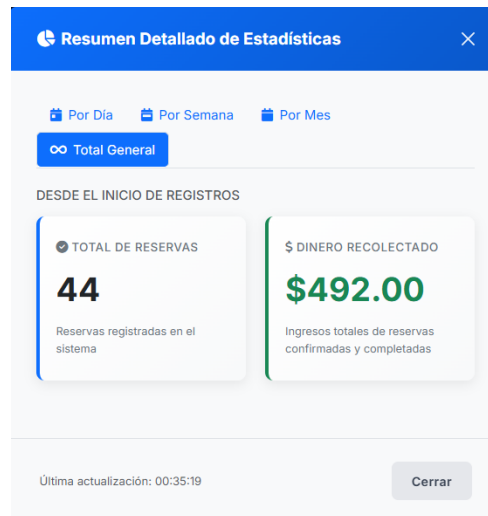 Resumen Detallado de Estadísticas
Por Día Por Semana Por Mes
Total General
DESDE EL INICIO DE REGISTROS
TOTAL DE RESERVAS
44
Reservas registradas en el
sistema
$ DINERO RECOLECTADO
$492.00
Ingresos totales de reservas
confirmadas y completadas
Última actualización: 00:35:19
Cerrar